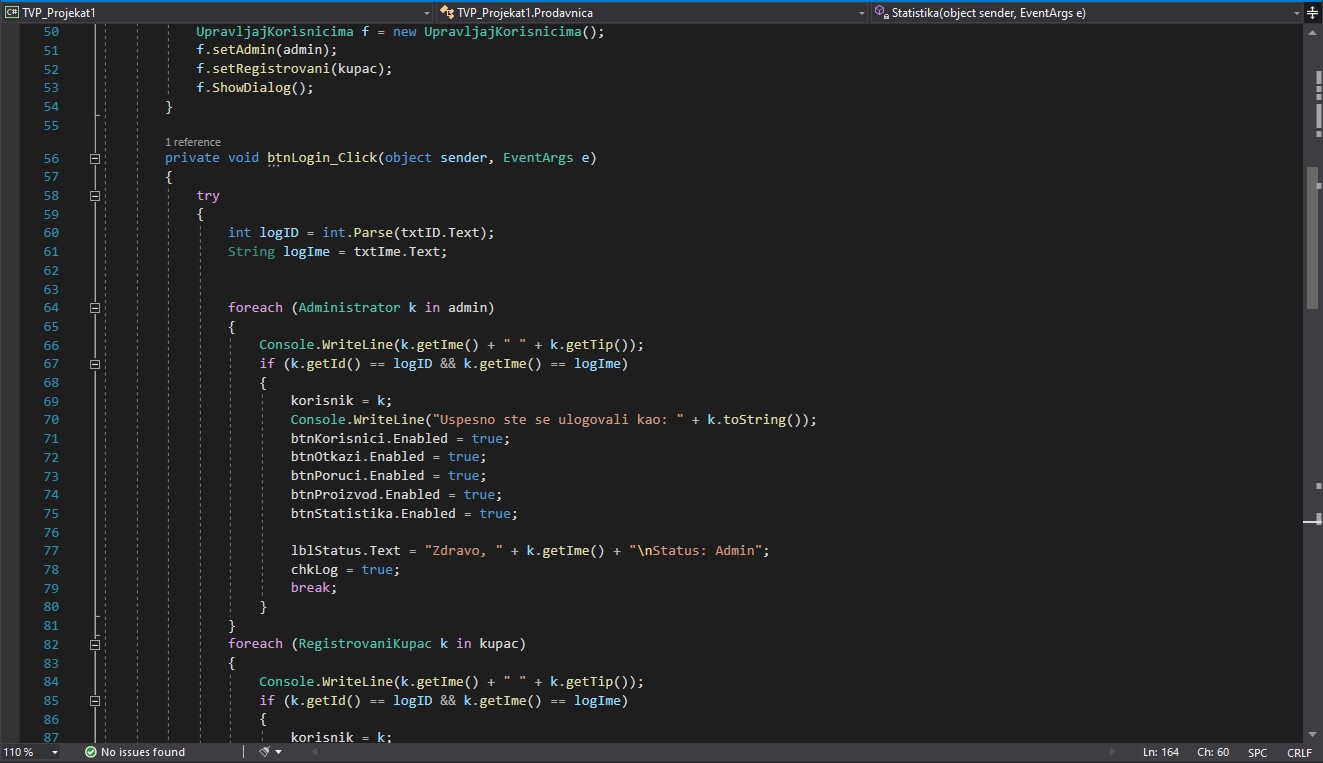 C# TVP_Projekat1 TVP_Projekat1.Prodavnica Statistika(object sender, EventArgs e)
50 UpravljajKorisnicima f = new UpravljajKorisnicima();
51 f.setAdmin(admin);
52 f.setRegistrovani(kupac);
53 f.ShowDialog();
54 }
55
1 reference
56 private void btnLogin_Click(object sender, EventArgs e)
57 {
58 try
59 {
60 int logID = int.Parse(txtID.Text);
61 String logIme = txtIme.Text;
62
63
64 foreach (Administrator k in admin)
65 {
66 Console.WriteLine(k.getIme() + " " + k.getTip());
67 if (k.getId() == logID && k.getIme() == logIme)
68 {
69 korisnik = k;
70 Console.WriteLine("Uspesno ste se ulogovali kao: " + k.toString());
71 btnKorisnici.Enabled = true;
72 btnOtkazi.Enabled = true;
73 btnPoruci.Enabled = true;
74 btnProizvod.Enabled = true;
75 btnStatistika.Enabled = true;
76
77 lblStatus.Text = "Zdravo, " + k.getIme() + "\nStatus: Admin";
78 chkLog = true;
79 break;
80 }
81 }
82 foreach (RegistrovaniKupac k in kupac)
83 {
84 Console.WriteLine(k.getIme() + " " + k.getTip());
85 if (k.getId() == logID && k.getIme() == logIme)
86 {
87 korisnik = k;
110 % No issues found Ln: 164 Ch: 60 SPC CRLF